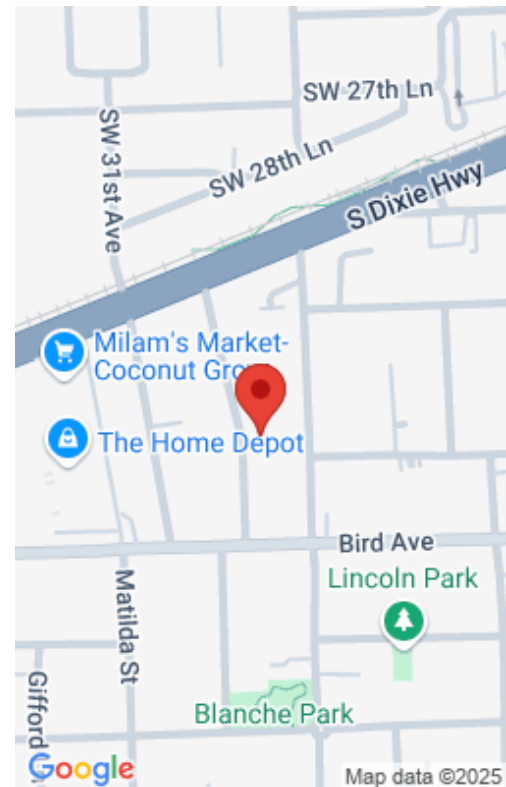 SW 27th Ln
SW 31st Ave
SW 28th Ln
S Dixie Hwy
Milam's Market-
Coconut Gro
The Home Depot
Bird Ave
Lincoln Park
Matilda St
Gifford
Blanche Park
Google
Map data ©2025